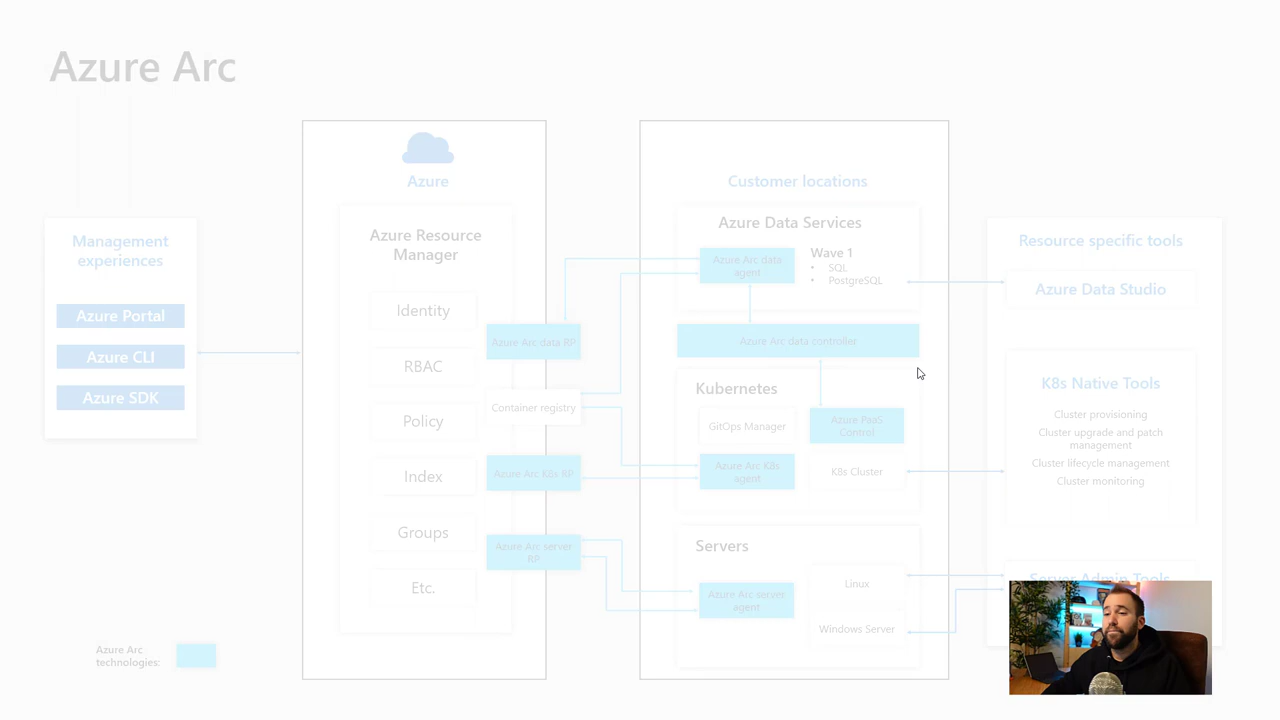 Azure Arc
Management
experiences
Azure Portal
Azure CLI
Azure SDK
Azure Arc
technologies:
Azure
Azure Resource
Manager
Identity
RBAC
Policy
Index
Groups
Etc.
Azure Arc data RP
Container registry
Azure Arc K8s RP
Azure Arc server
RP
Customer locations
Azure Data Services
Azure Arc data
agent
Wave 1
• SQL
• PostgreSQL
Azure Arc data controller
Kubernetes
GitOps Manager
Azure PaaS
Control
Azure Arc K8s
agent
K8s Cluster
Servers
Azure Arc server
agent
Linux
Windows Server
Resource specific tools
Azure Data Studio
K8s Native Tools
Cluster provisioning
Cluster upgrade and patch
management
Cluster lifecycle management
Cluster monitoring
Server Admin Tools